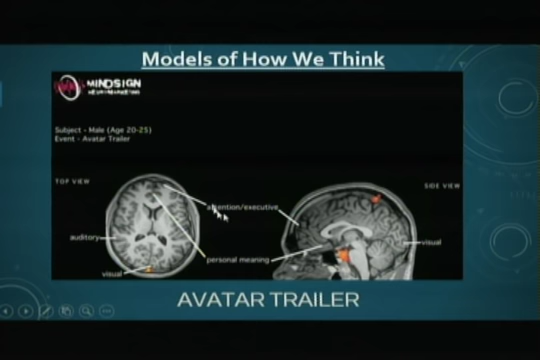 Models of How We Think
MINDSIGN
NEUROMARKETING
Subject - Male (Age 20-25)
Event - Avatar Trailer
TOP VIEW
SIDE VIEW
attention/executive
auditory
visual
personal meaning
visual
AVATAR TRAILER